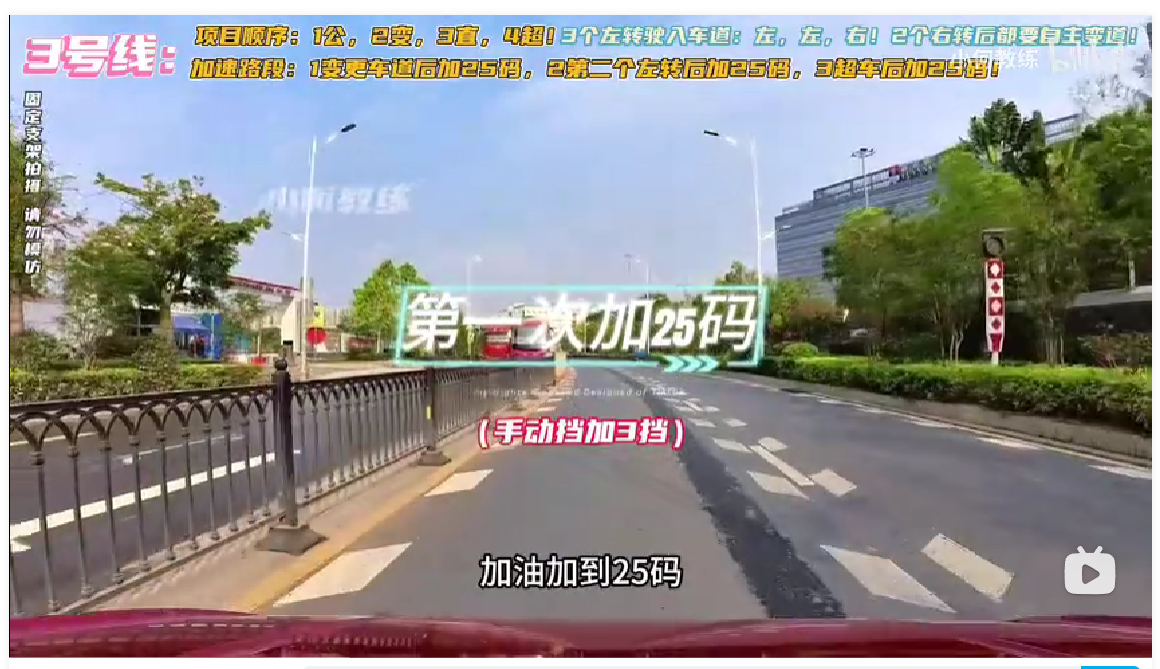 3号线:
项目顺序：1公，2变，3直，4超！3个左转驶入车道：左，左，右！2个右转后都要自主变道！
加速路段：1变更车道后加25码，2第二个左转后加25码，3超车后加25码！
固定支架拍摄 请勿模仿
第一次加25码
(手动挡加3挡)
加油加到25码